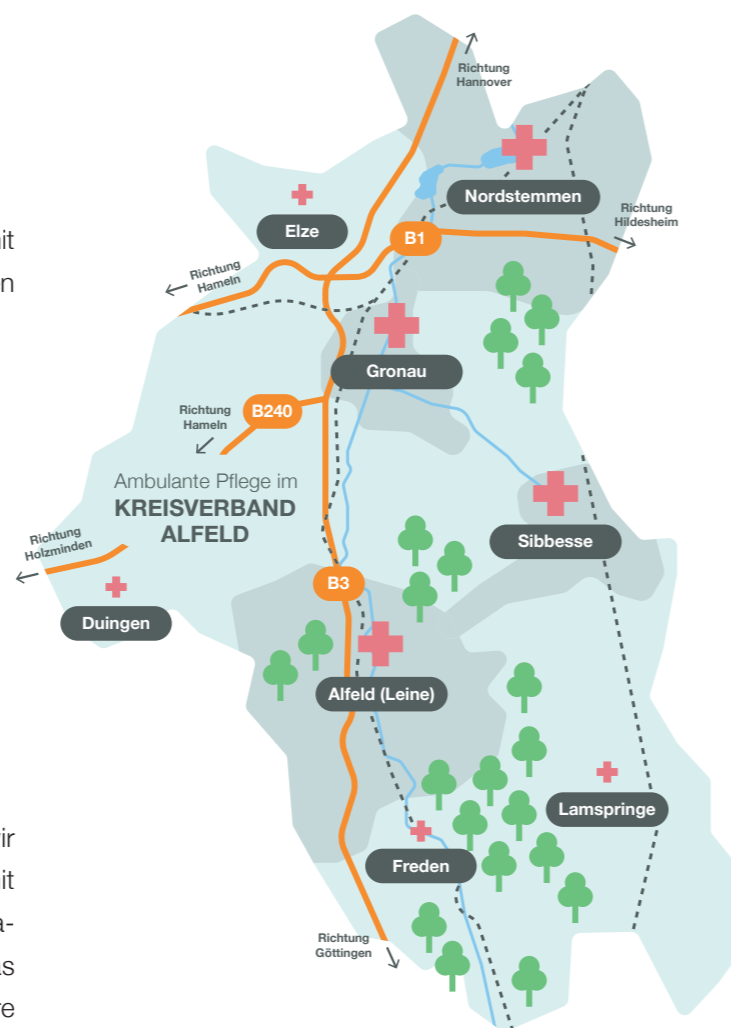 Richtung
Hannover
Nordstemmen
Richtung
Hildesheim
Elze
B1
Richtung
Hameln
Gronau
B240
Richtung
Hameln
Ambulante Pflege im
KREISVERBAND
ALFELD
Sibbesse
Richtung
Holzminden
B3
Duingen
Alfeld (Leine)
Lamspringe
Freden
Richtung
Göttingen